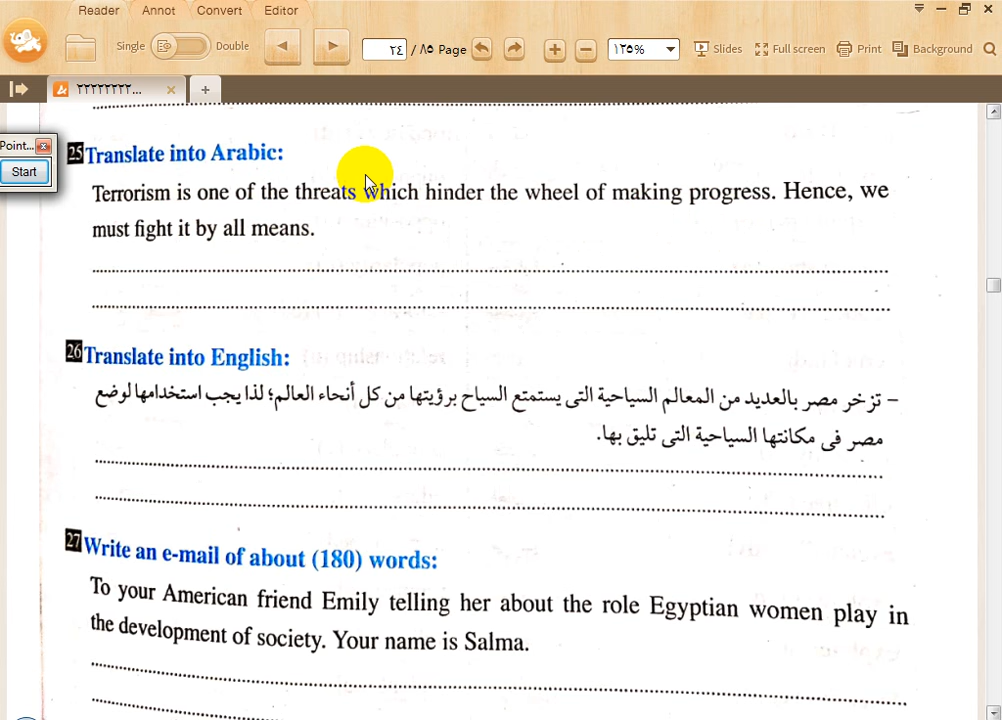 Reader Annot Convert Editor
Single Double ٢٤ / ٨٥ Page ١٢٥% Slides Full screen Print Background
٢٢٢٢٢٢٢٢...
Point...
Start
25 Translate into Arabic:
Terrorism is one of the threats which hinder the wheel of making progress. Hence, we
must fight it by all means.
26 Translate into English:
– تزخر مصر بالعديد من المعالم السياحية التى يستمتع السياح برؤيتها من كل أنحاء العالم؛ لذا يجب استخدامها لوضع
مصر فى مكانتها السياحية التى تليق بها.
27 Write an e-mail of about (180) words:
To your American friend Emily telling her about the role Egyptian women play in
the development of society. Your name is Salma.